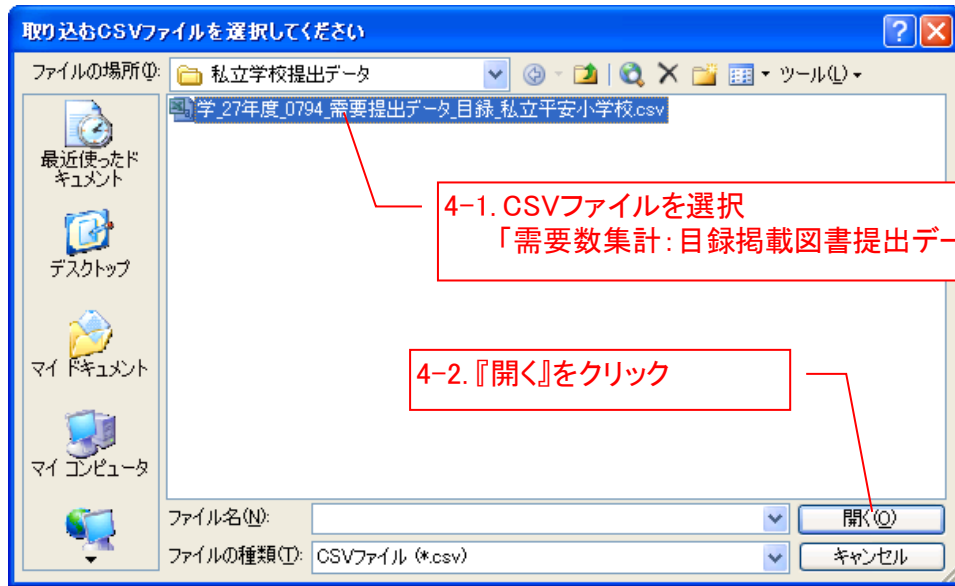 取り込むCSVファイルを選択してください
ファイルの場所(I): 私立学校提出データ ツール(L)
学_27年度_0794_需要提出データ_目録_私立平安小学校.csv
最近使ったド
キュメント
4-1. CSVファイルを選択
「需要数集計:目録掲載図書提出デー
デスクトップ
マイ ドキュメント
4-2.『開く』をクリック
マイ コンピュータ
ファイル名(N): 開く(O)
ファイルの種類(T): CSVファイル (*.csv) キャンセル